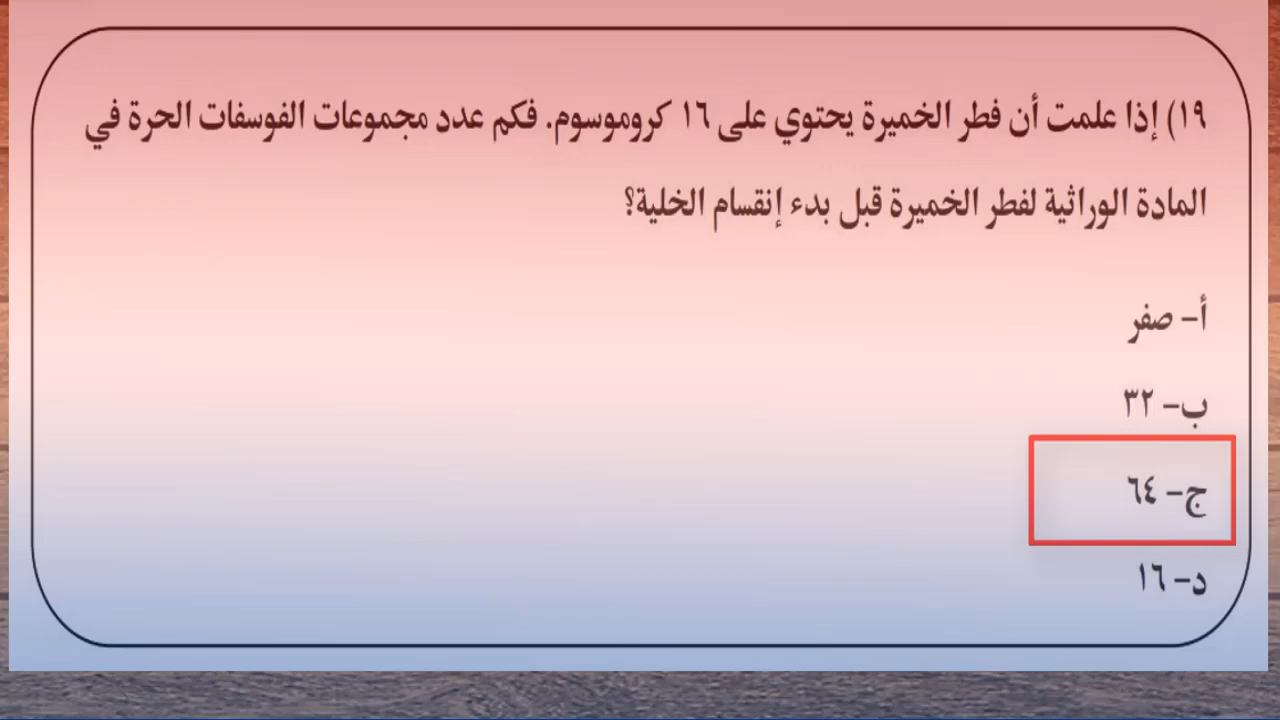 ١٩) إذا علمت أن فطر الخميرة يحتوي على ١٦ كروموسوم. فكم عدد مجموعات الفوسفات الحرة في
المادة الوراثية لفطر الخميرة قبل بدء إنقسام الخلية؟
أ- صفر
ب- ٣٢
ج- ٦٤
د- ١٦